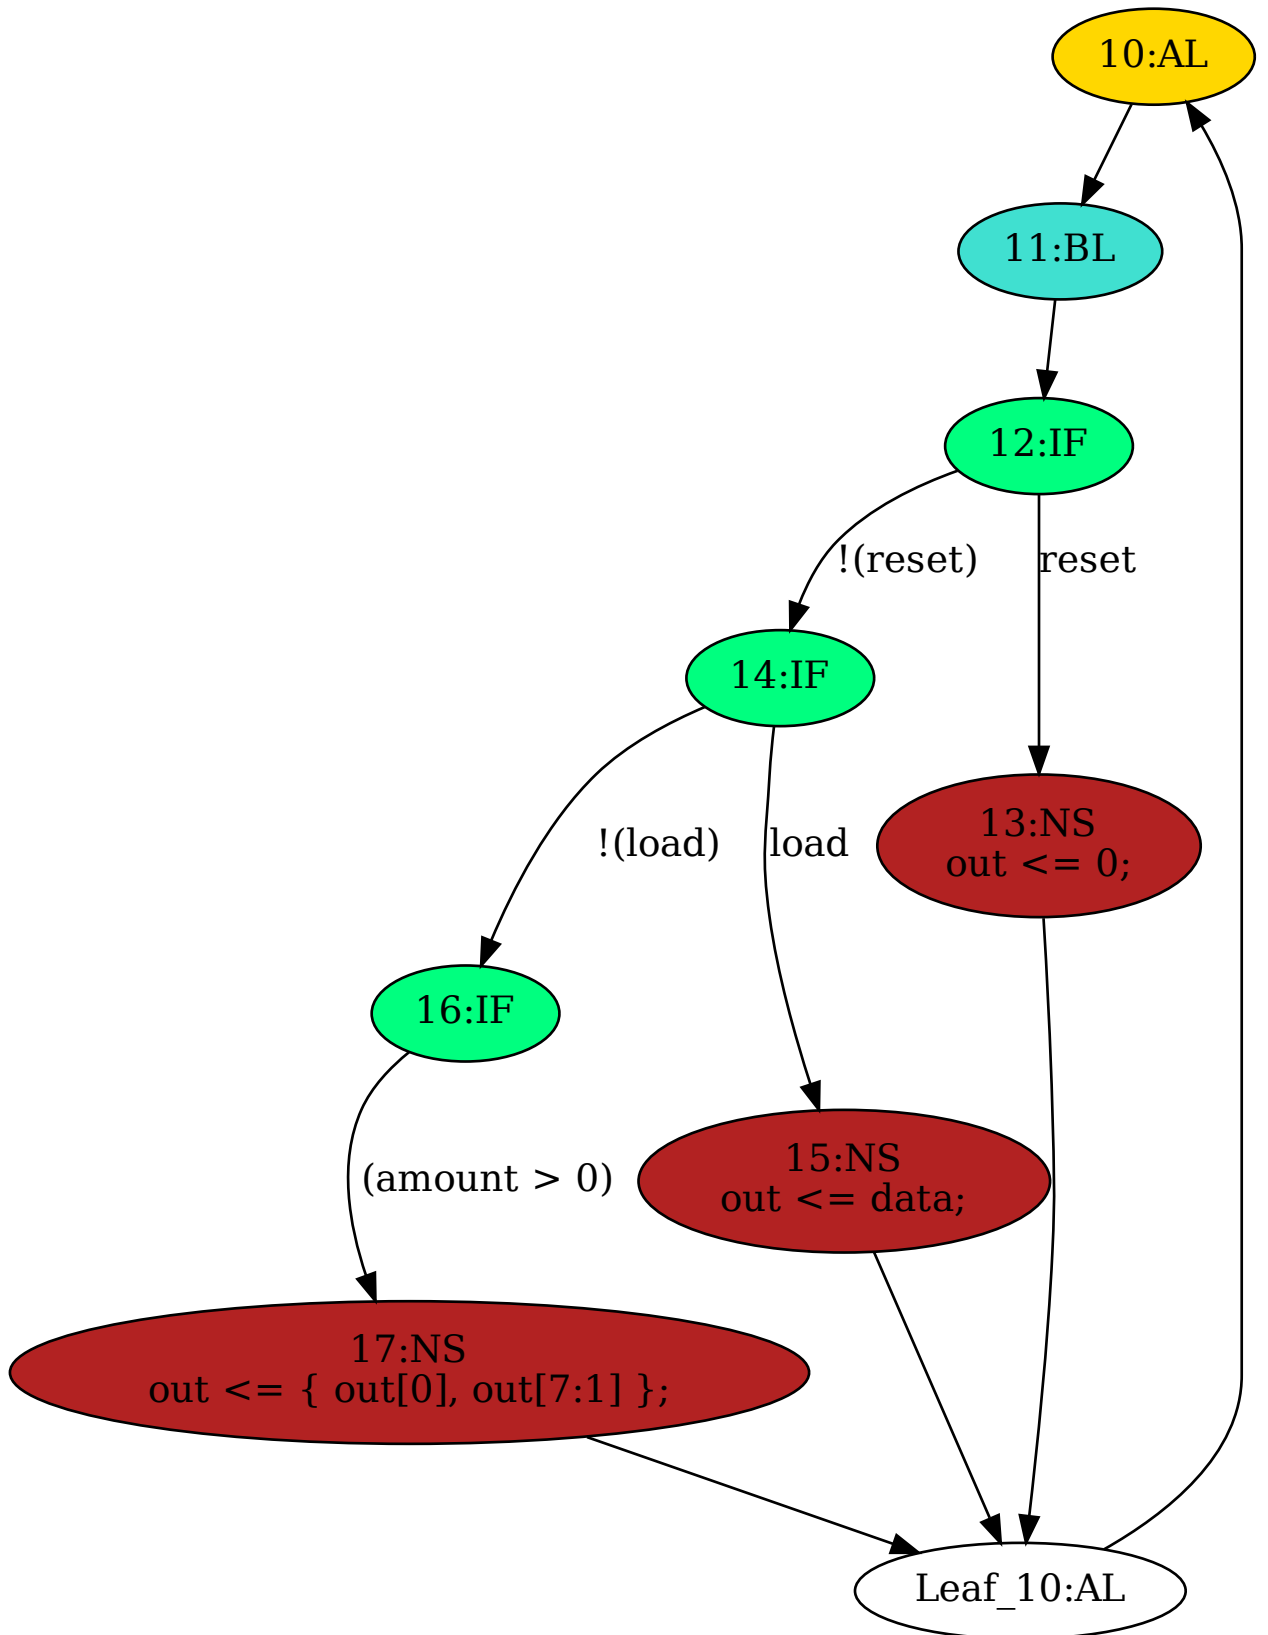 10:AL
11:BL
12:IF
!(reset)
reset
14:IF
13:NS
out <= 0;
!(load)
load
16:IF
15:NS
out <= data;
(amount > 0)
17:NS
out <= { out[0], out[7:1] };
Leaf_10:AL